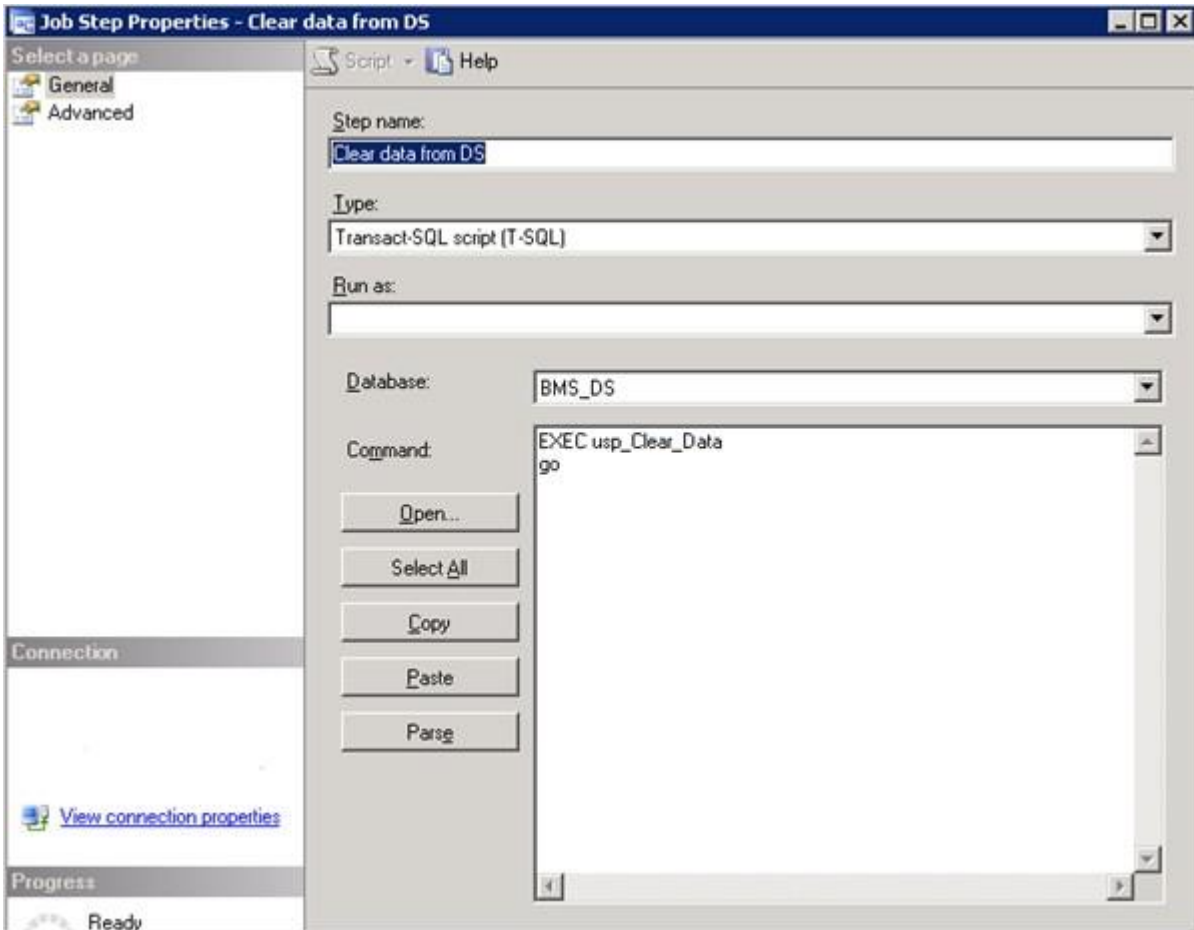 Job Step Properties - Clear data from DS
Select a page
General
Advanced
Script
Help
Step name:
Clear data from DS
Type:
Transact-SQL script (T-SQL)
Run as:
Database:
BMS_DS
Command:
EXEC usp_Clear_Data
go
Open...
Select All
Copy
Paste
Parse
Connection
View connection properties
Progress
Ready